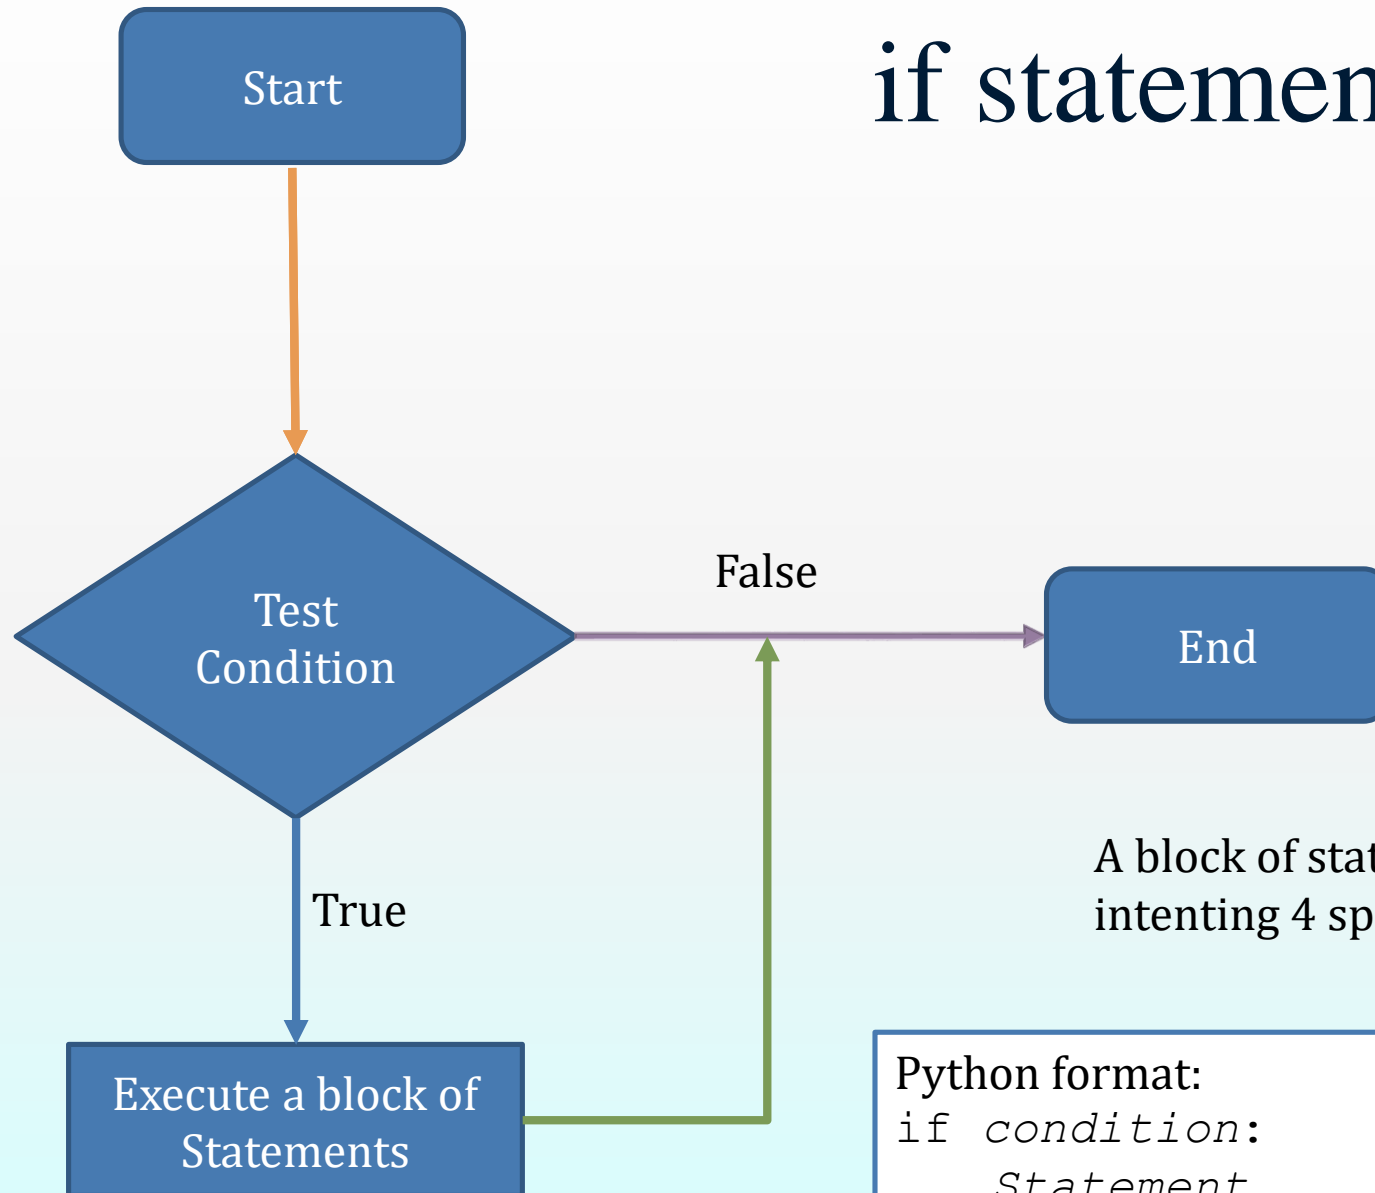 Start
if statemen
Test
Condition
False
End
True
A block of stat
intenting 4 sp
Execute a block of
Statements
Python format:
if condition:
Statement